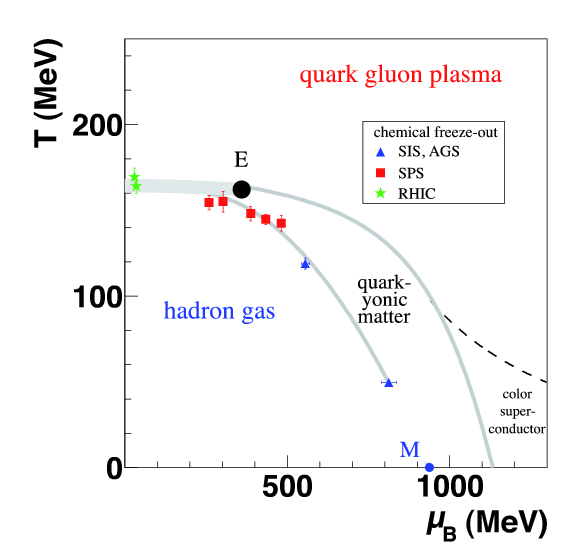 T (MeV)
200
100
0
quark gluon plasma
chemical freeze-out
SIS, AGS
SPS
RHIC
E
hadron gas
quark-
yonic
matter
color
super-
conductor
M
500
1000
μB (MeV)